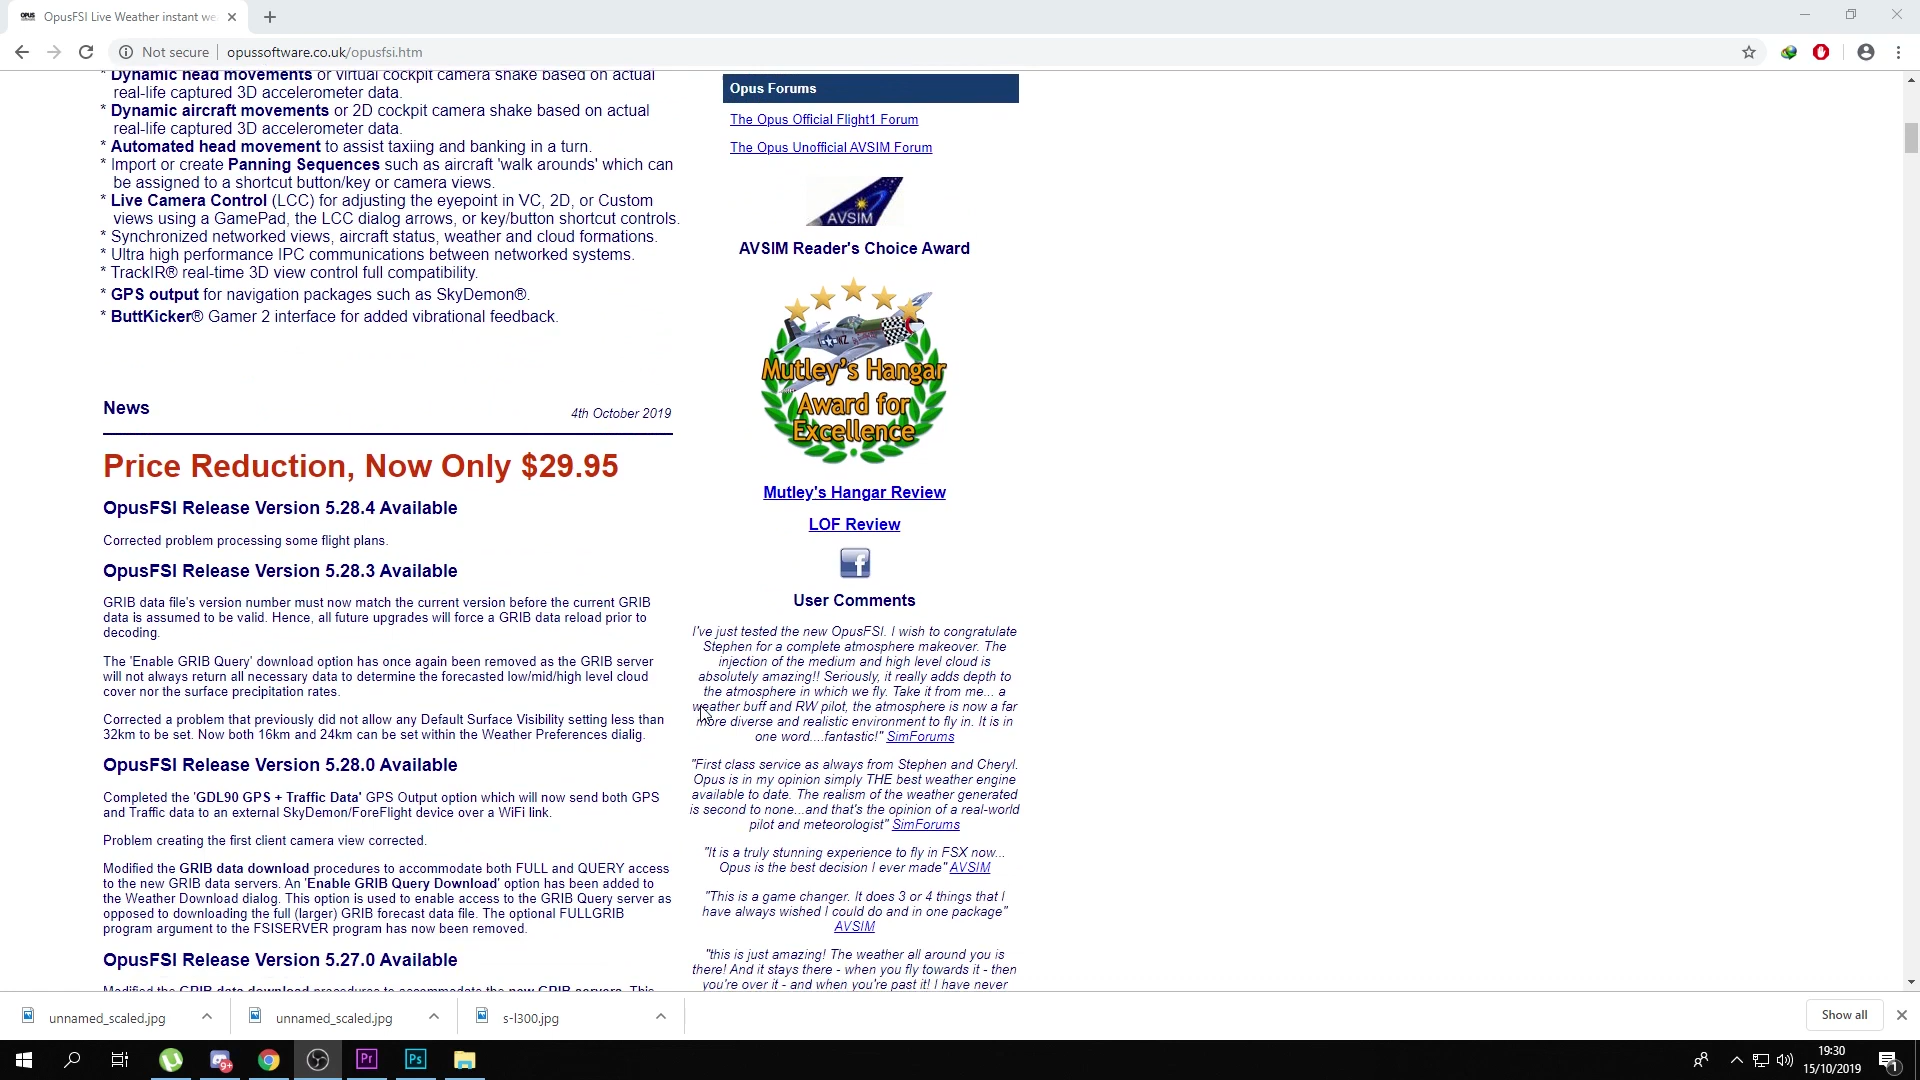 OpusFSI Live Weather instant we
Not secure
opussoftware.co.uk/opusfsi.htm
* Dynamic head movements or virtual cockpit camera shake based on actual
real-life captured 3D accelerometer data.
* Dynamic aircraft movements or 2D cockpit camera shake based on actual
real-life captured 3D accelerometer data.
* Automated head movement to assist taxiing and banking in a turn.
* Import or create Panning Sequences such as aircraft 'walk arounds' which can
be assigned to a shortcut button/key or camera views.
* Live Camera Control (LCC) for adjusting the eyepoint in VC, 2D, or Custom
views using a GamePad, the LCC dialog arrows, or key/button shortcut controls.
* Synchronized networked views, aircraft status, weather and cloud formations.
* Ultra high performance IPC communications between networked systems.
* TrackIR® real-time 3D view control full compatibility.
* GPS output for navigation packages such as SkyDemon®.
* ButtKicker® Gamer 2 interface for added vibrational feedback.
News
4th October 2019
Price Reduction, Now Only $29.95
OpusFSI Release Version 5.28.4 Available
Corrected problem processing some flight plans.
OpusFSI Release Version 5.28.3 Available
GRIB data file's version number must now match the current version before the current GRIB
data is assumed to be valid. Hence, all future upgrades will force a GRIB data reload prior to
decoding.
The 'Enable GRIB Query' download option has once again been removed as the GRIB server
will not always return all necessary data to determine the forecasted low/mid/high level cloud
cover nor the surface precipitation rates.
Corrected a problem that previously did not allow any Default Surface Visibility setting less than
32km to be set. Now both 16km and 24km can be set within the Weather Preferences dialig.
OpusFSI Release Version 5.28.0 Available
Completed the 'GDL90 GPS + Traffic Data' GPS Output option which will now send both GPS
and Traffic data to an external SkyDemon/ForeFlight device over a WiFi link.
Problem creating the first client camera view corrected.
Modified the GRIB data download procedures to accommodate both FULL and QUERY access
to the new GRIB data servers. An 'Enable GRIB Query Download' option has been added to
the Weather Download dialog. This option is used to enable access to the GRIB Query server as
opposed to downloading the full (larger) GRIB forecast data file. The optional FULLGRIB
program argument to the FSISERVER program has now been removed.
OpusFSI Release Version 5.27.0 Available
Modified the GRIB data download procedures to accommodate the new GRIB servers. This
Opus Forums
The Opus Official Flight1 Forum
The Opus Unofficial AVSIM Forum
AVSIM
AVSIM Reader's Choice Award
Mutley's Hangar
Award for
Excellence
Mutley's Hangar Review
LOF Review
f
User Comments
I've just tested the new OpusFSI. I wish to congratulate
Stephen for a complete atmosphere makeover. The
injection of the medium and high level cloud is
absolutely amazing!! Seriously, it really adds depth to
the atmosphere in which we fly. Take it from me... a
weather buff and RW pilot, the atmosphere is now a far
more diverse and realistic environment to fly in. It is in
one word....fantastic!" SimForums
"First class service as always from Stephen and Cheryl.
Opus is in my opinion simply THE best weather engine
available to date. The realism of the weather generated
is second to none...and that's the opinion of a real-world
pilot and meteorologist" SimForums
"It is a truly stunning experience to fly in FSX now...
Opus is the best decision I ever made" AVSIM
"This is a game changer. It does 3 or 4 things that I
have always wished I could do and in one package"
AVSIM
"this is just amazing! The weather all around you is
there! And it stays there - when you fly towards it - then
you're over it - and when you're past it! I have never
unnamed_scaled.jpg
unnamed_scaled.jpg
s-l300.jpg
Show all
9+
Pr
Ps
19:30
15/10/2019
1